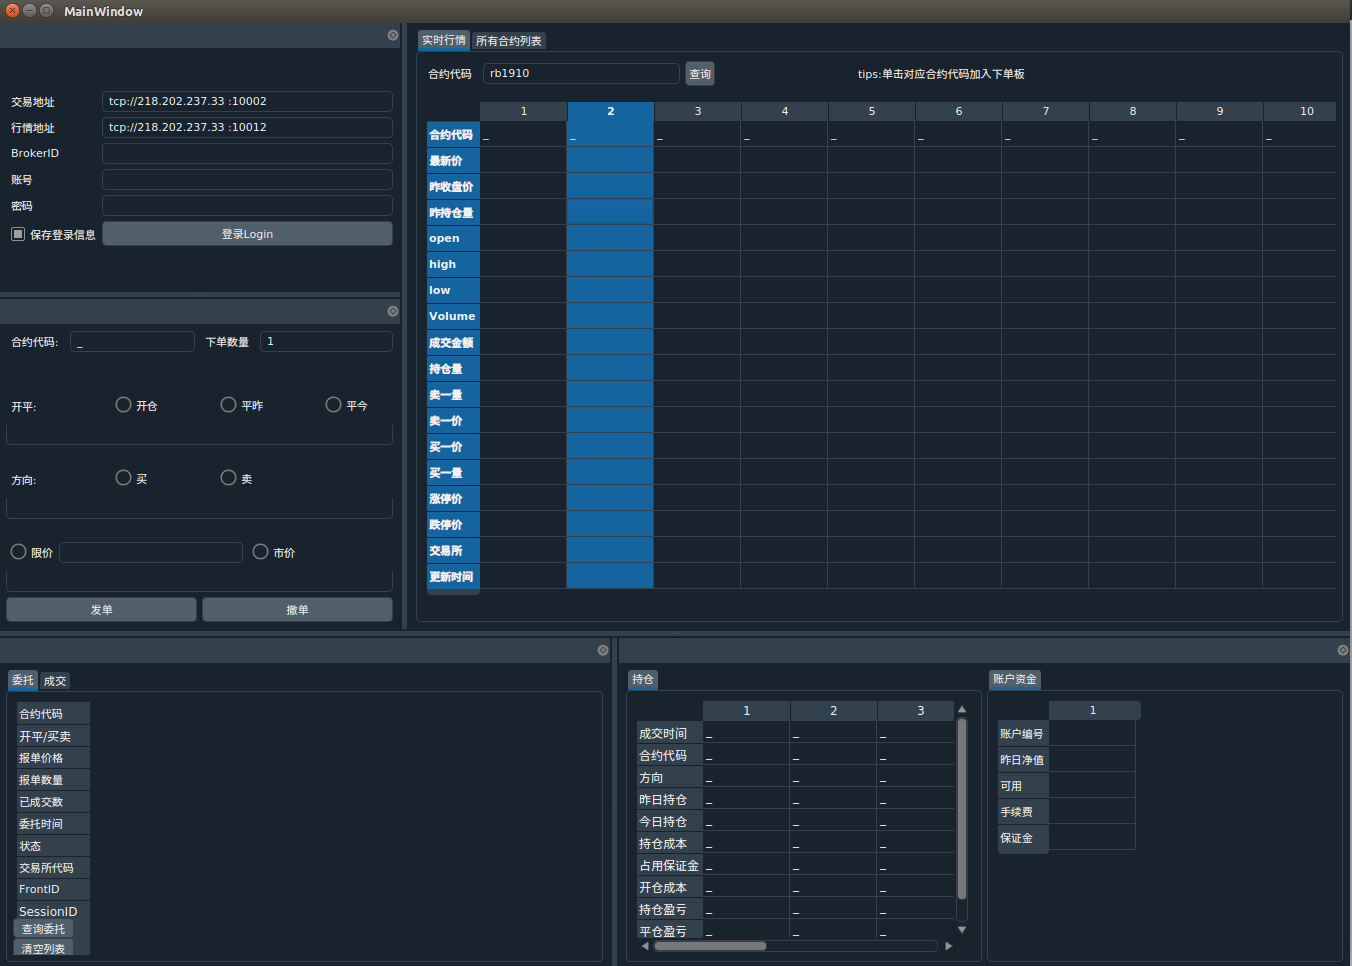 MainWindow
交易地址 tcp://218.202.237.33 :10002
行情地址 tcp://218.202.237.33 :10012
BrokerID
账号
密码
保存登录信息 登录Login
合约代码: _ 下单数量 1
开平: 开仓 平昨 平今
方向: 买 卖
限价 市价
发单 撤单
实时行情 所有合约列表
合约代码 rb1910 查询 tips:单击对应合约代码加入下单板
1 2 3 4 5 6 7 8 9 10
合约代码 _ _ _ _ _ _ _ _ _ _
最新价
昨收盘价
昨持仓量
open
high
low
Volume
成交金额
持仓量
卖一量
卖一价
买一价
买一量
涨停价
跌停价
交易所
更新时间
委托 成交
合约代码
开平/买卖
报单价格
报单数量
已成交数
委托时间
状态
交易所代码
FrontID
SessionID
查询委托
清空列表
持仓
1 2 3
成交时间 _ _ _
合约代码 _ _ _
方向 _ _ _
昨日持仓 _ _ _
今日持仓 _ _ _
持仓成本 _ _ _
占用保证金 _ _ _
开仓成本 _ _ _
持仓盈亏 _ _ _
平仓盈亏 _ _ _
账户资金
1
账户编号
昨日净值
可用
手续费
保证金